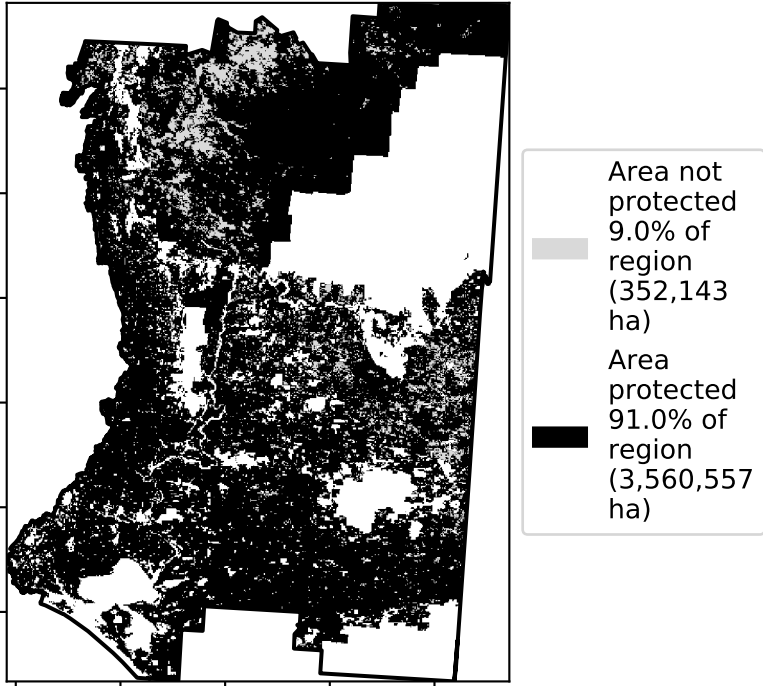 Area not
protected
9.0% of
region
(352,143
ha)
Area
protected
91.0% of
region
(3,560,557
ha)